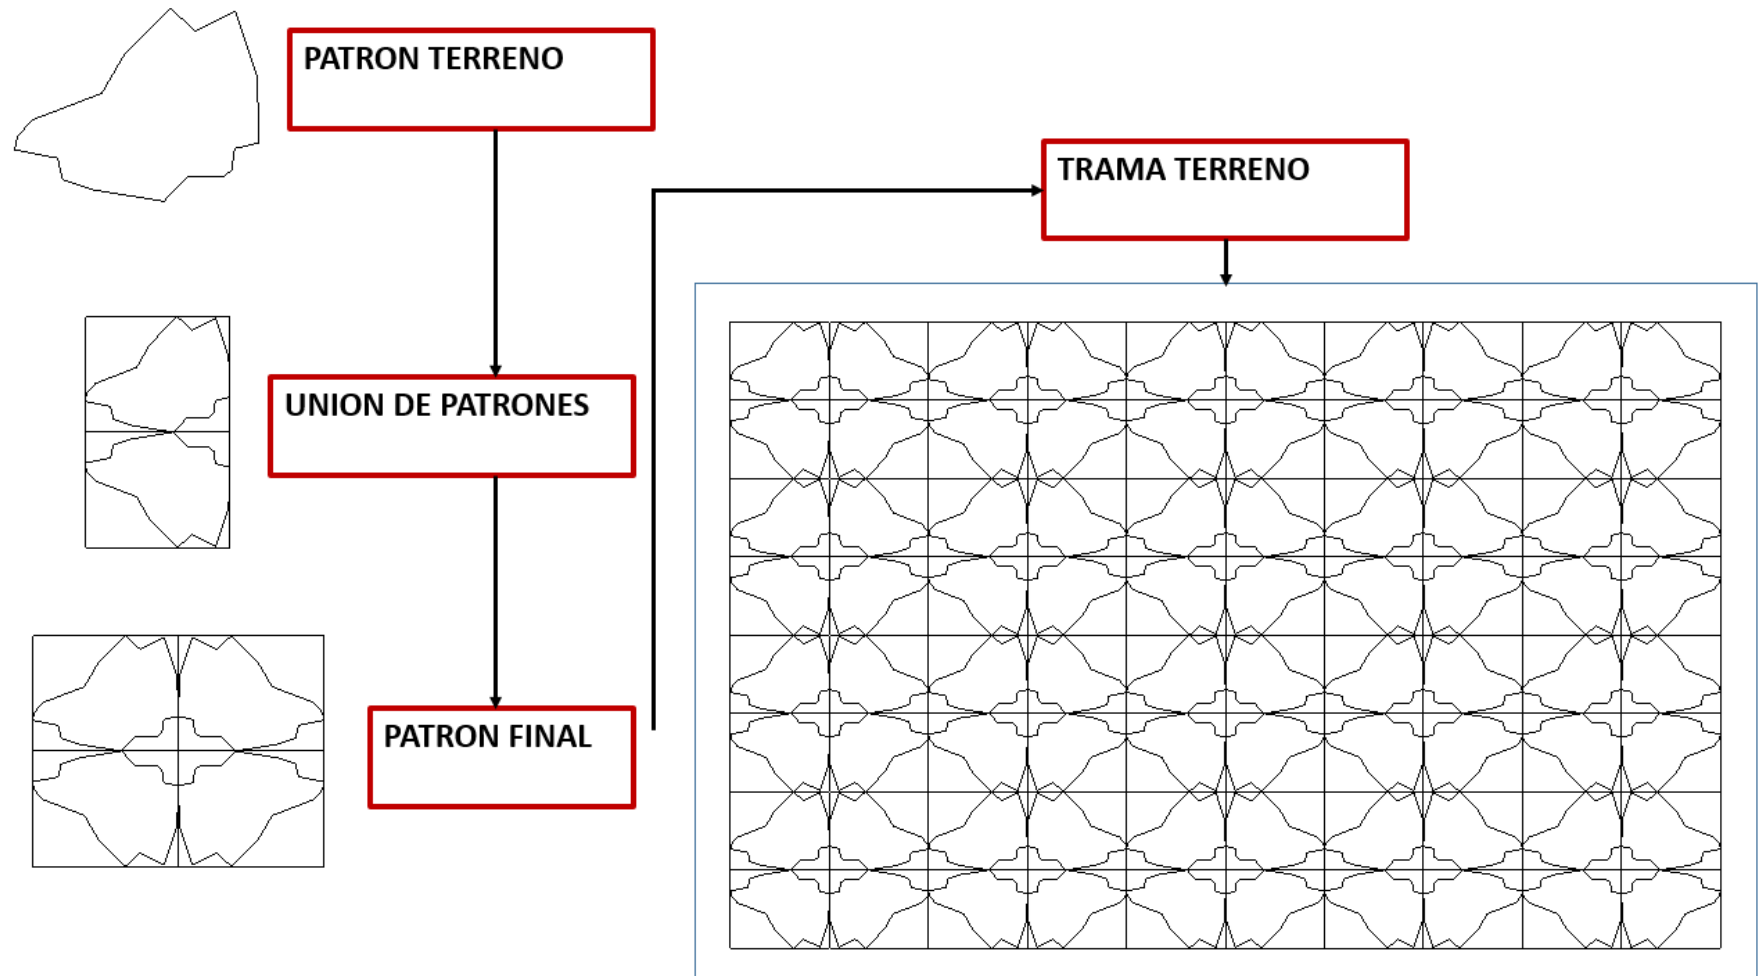 PATRON TERRENO
TRAMA TERRENO
UNION DE PATRONES
PATRON FINAL